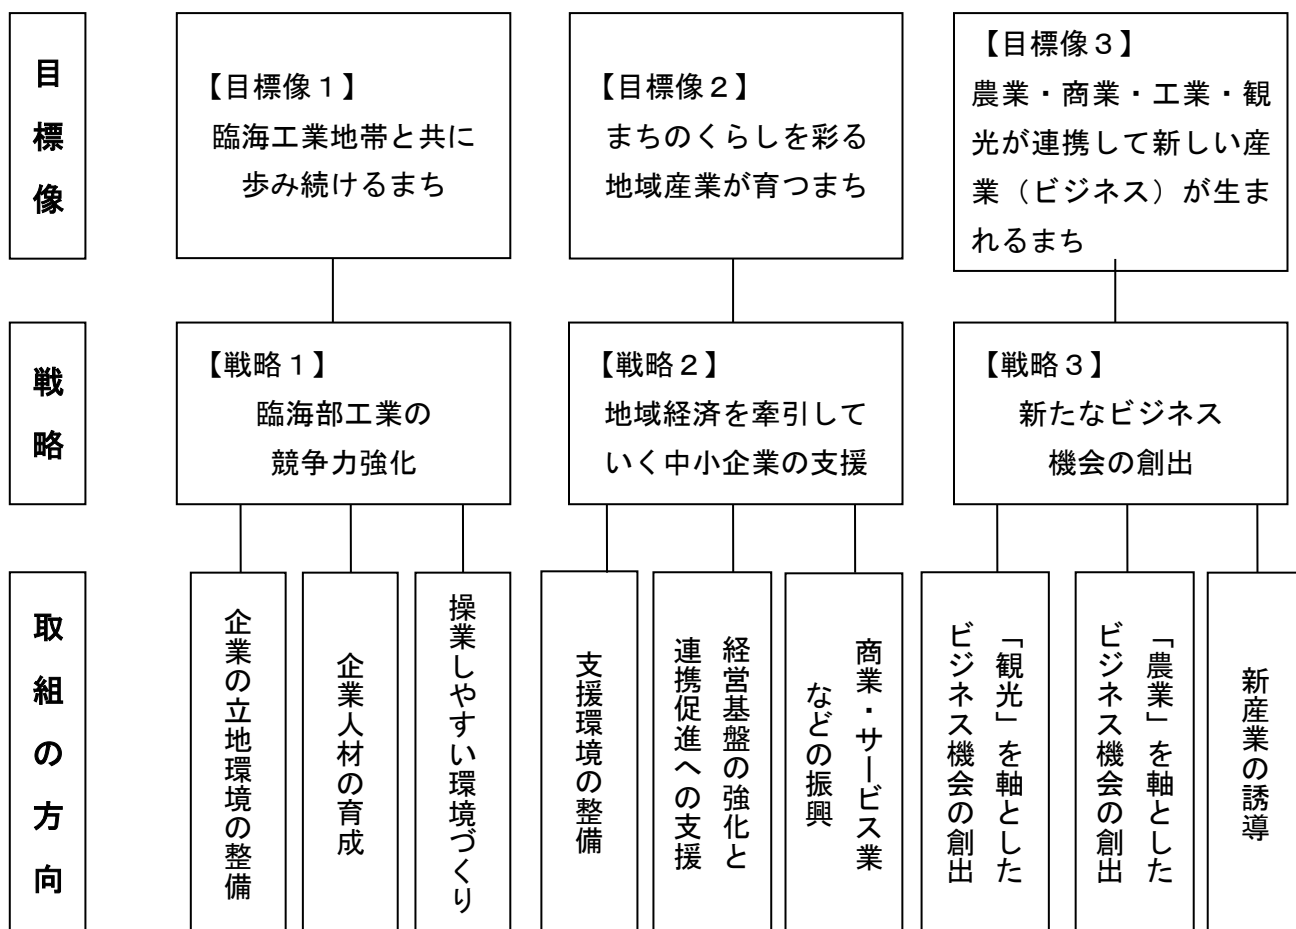 目標像
【目標像１】
臨海工業地帯と共に
歩み続けるまち
【目標像２】
まちのくらしを彩る
地域産業が育つまち
【目標像３】
農業・商業・工業・観
光が連携して新しい産
業（ビジネス）が生ま
れるまち
戦略
【戦略１】
臨海部工業の
競争力強化
【戦略２】
地域経済を牽引して
いく中小企業の支援
【戦略３】
新たなビジネス
機会の創出
取組の方向
企業の立地環境の整備
企業人材の育成
操業しやすい環境づくり
支援環境の整備
経営基盤の強化と
連携促進への支援
商業・サービス業
などの振興
「観光」を軸とした
ビジネス機会の創出
「農業」を軸とした
ビジネス機会の創出
新産業の誘導